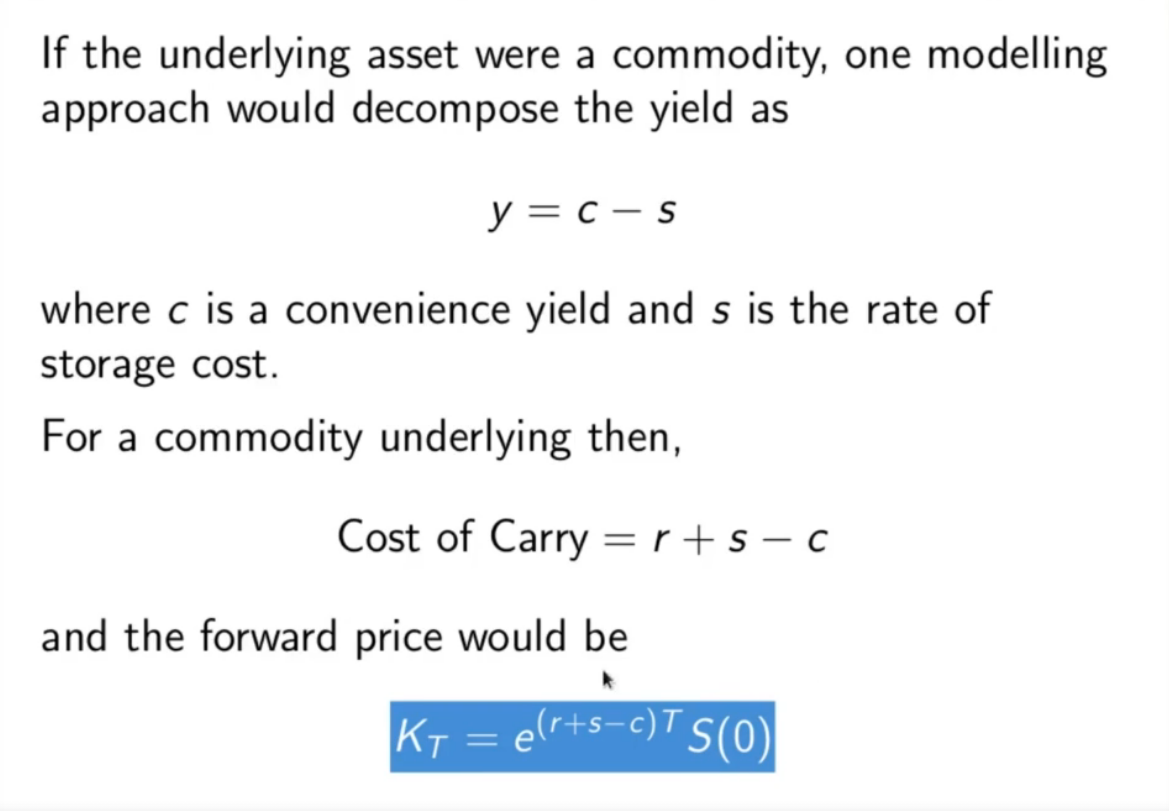 If the underlying asset were a commodity, one modelling
approach would decompose the yield as
y = c − s
where c is a convenience yield and s is the rate of
storage cost.
For a commodity underlying then,
Cost of Carry = r + s − c
and the forward price would be
K_T = e^{(r+s−c)T} S(0)